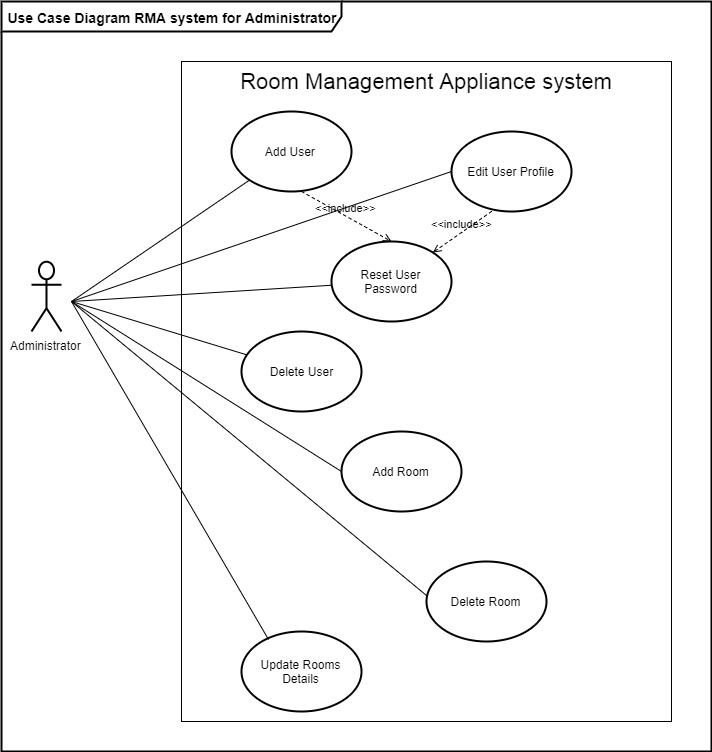 Use Case Diagram RMA system for Administrator
Room Management Appliance system
Add User
Edit User Profile
<<include>>
<<include>>
Reset User
Password
Administrator
Delete User
Add Room
Delete Room
Update Rooms
Details